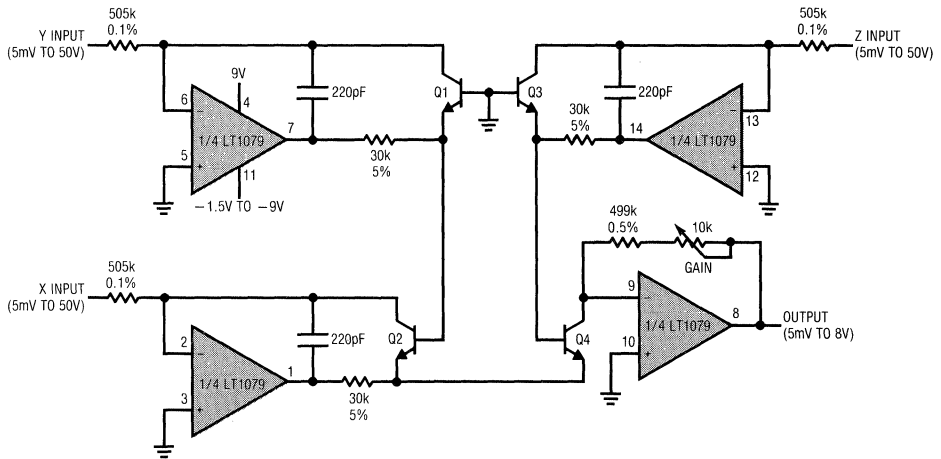 505k
0.1%
Y INPUT
(5mV TO 50V)
505k
0.1%
Z INPUT
(5mV TO 50V)
9V
4
6
−
220pF
Q1
Q3
220pF
30k
5%
13
−
1/4 LT1079
7
14
1/4 LT1079
5
+
30k
5%
12
+
11
−1.5V TO −9V
499k
0.5%
10k
GAIN
505k
0.1%
X INPUT
(5mV TO 50V)
9
−
2
−
220pF
Q2
Q4
1/4 LT1079
8
OUTPUT
(5mV TO 8V)
10
+
1/4 LT1079
1
3
+
30k
5%